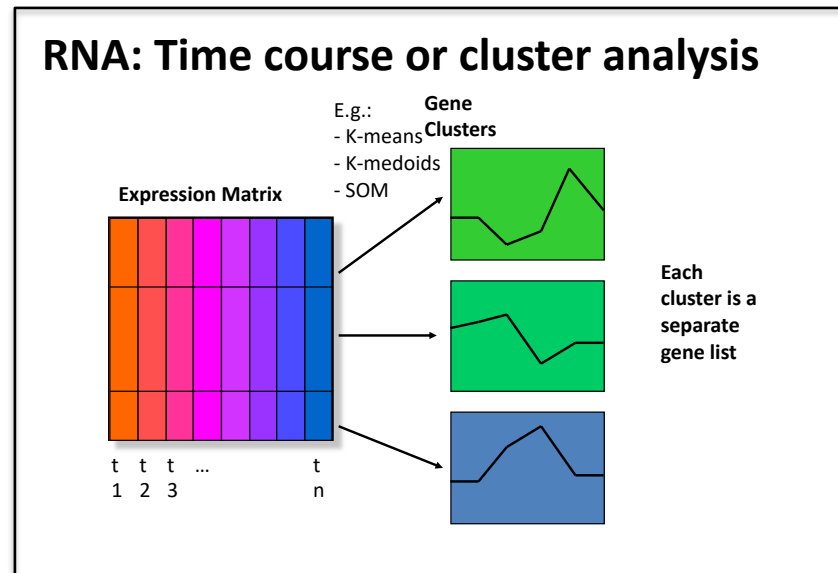 RNA: Time course or cluster analysis
E.g.:
- K-means
- K-medoids
- SOM
Gene
Clusters
Expression Matrix
Each
cluster is a
separate
gene list
t t t ... t
1 2 3 n